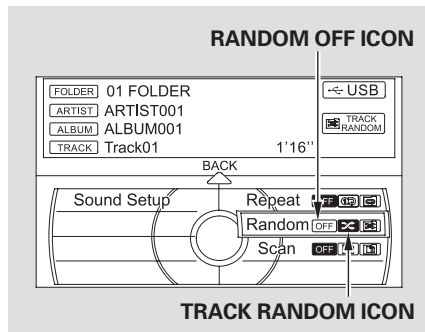 RANDOM OFF ICON
FOLDER 01 FOLDER USB
ARTIST ARTIST001
ALBUM ALBUM001 TRACK RANDOM
TRACK Track01 1'16''
BACK
Sound Setup Repeat OFF
Random OFF
Scan OFF
TRACK RANDOM ICON